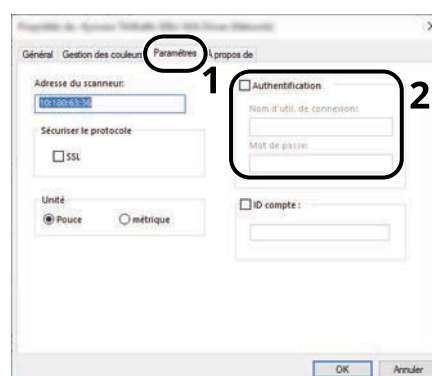 Général Gestion des couleurs Paramètres À propos de
1
Adresse du scanneur:
10:180:63:36
Sécuriser le protocole
SSL
Unité
Pouce métrique
Authentification
2
Nom d'util. de connexion:
Mot de passe:
ID compte :
OK Annuler